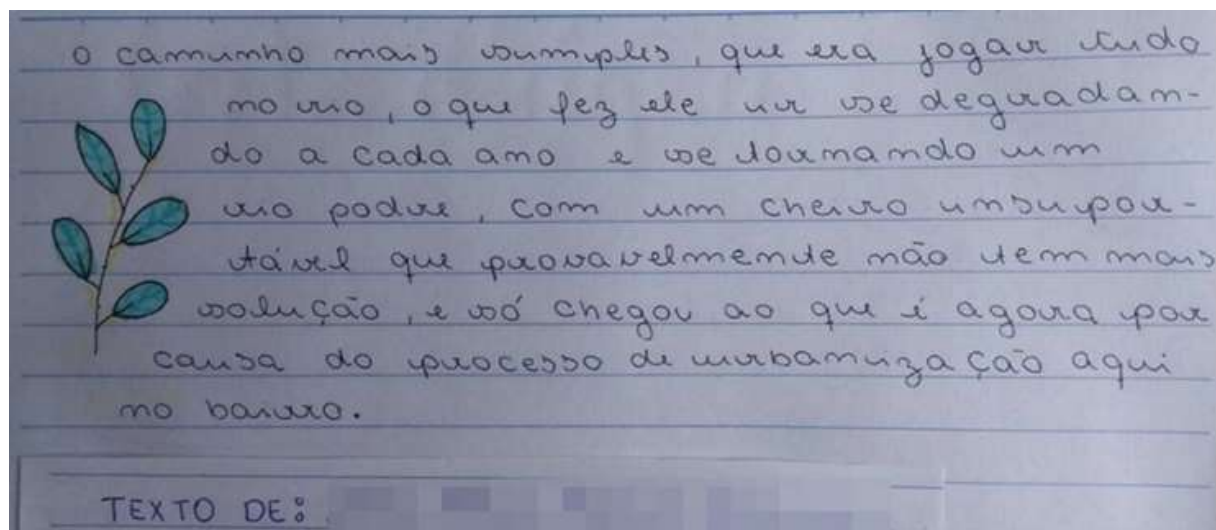 o caminho mais simples, que era jogar tudo
no rio, o que fez ele ir se degradan-
do a cada ano e se tornando um
rio podre, com um cheiro insupor-
tável que provavelmente não tem mais
solução, e só chegou ao que é agora por
causa do processo de urbanização aqui
no bairro.
TEXTO DE: